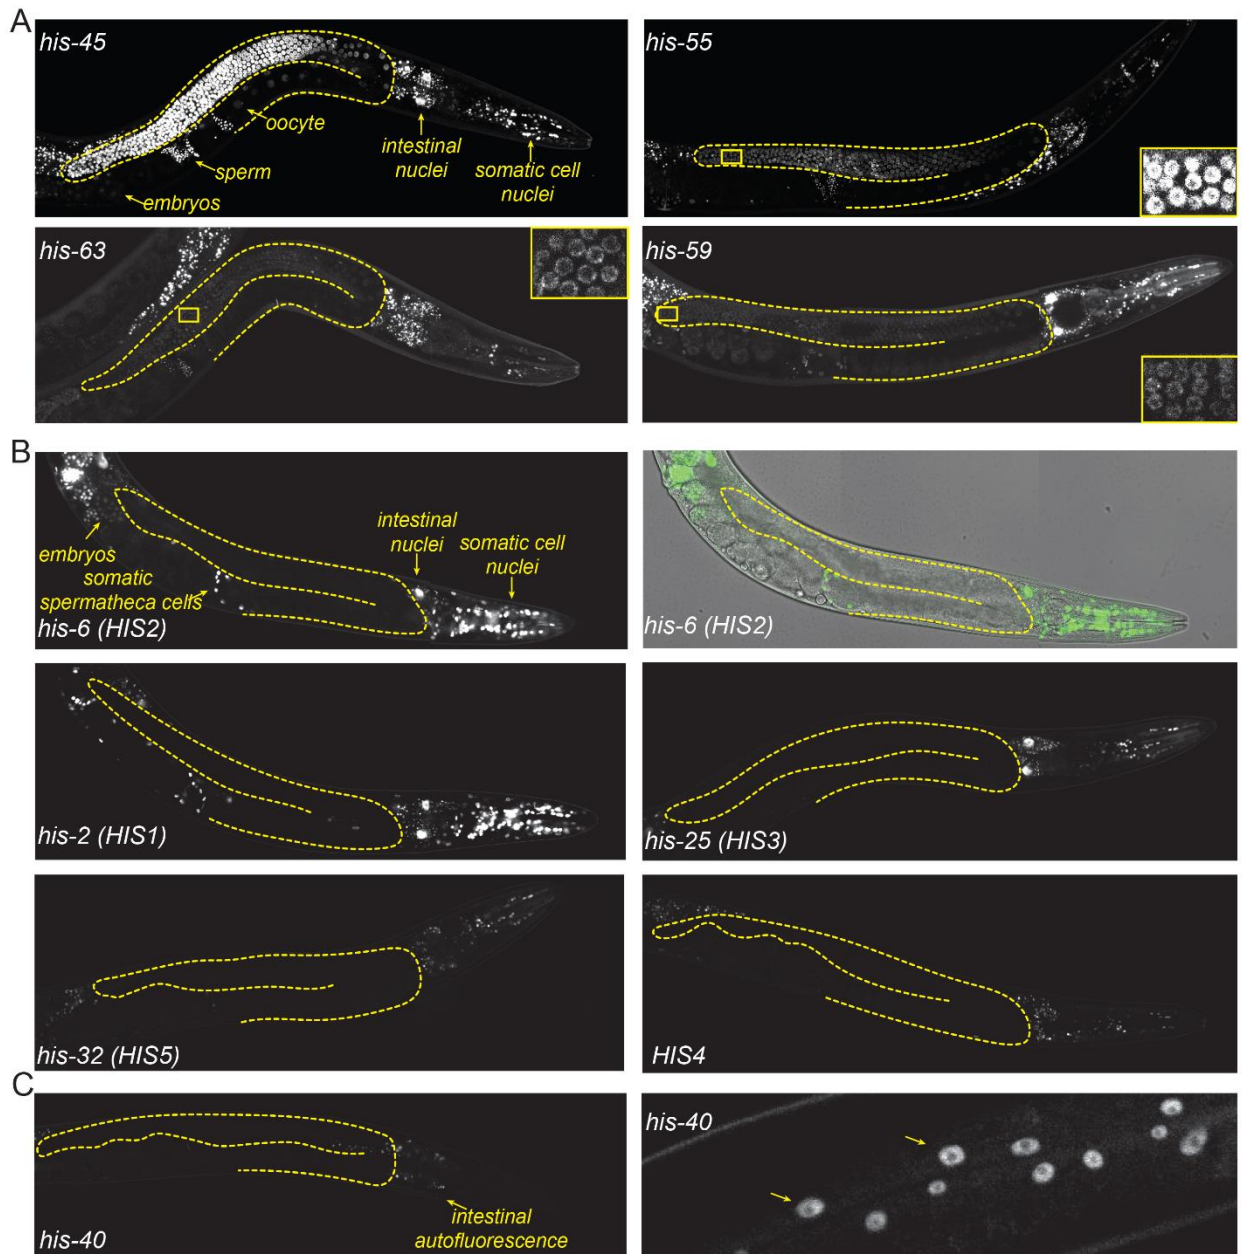 A
his-45
oocyte
sperm
embryos
intestinal
nuclei
somatic cell
nuclei
his-55
his-63
his-59
B
embryos
somatic
spermatheca cells
intestinal
nuclei
somatic cell
nuclei
his-6 (HIS2)
his-6 (HIS2)
his-2 (HIS1)
his-25 (HIS3)
his-32 (HIS5)
HIS4
C
his-40
intestinal
autofluorescence
his-40